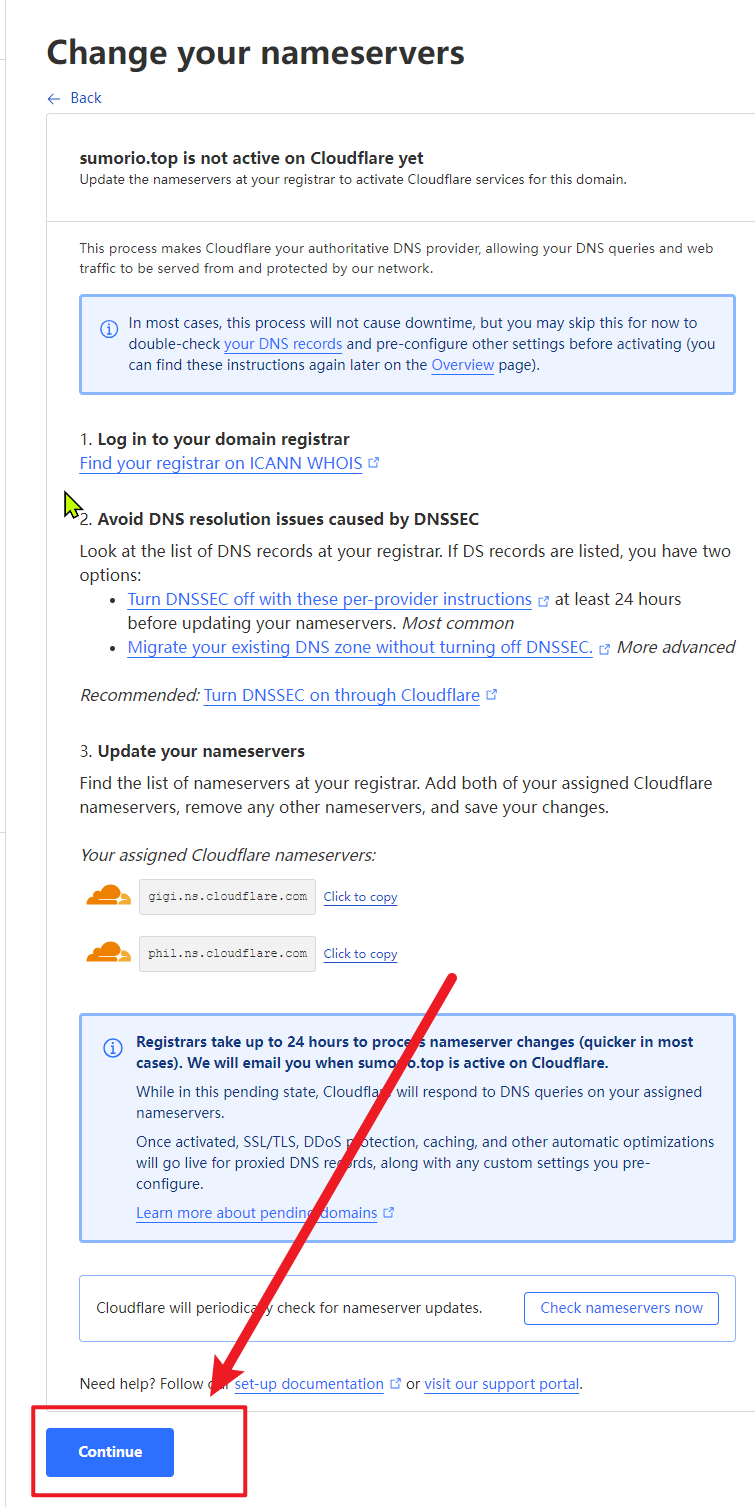 Change your nameservers
← Back
sumorio.top is not active on Cloudflare yet
Update the nameservers at your registrar to activate Cloudflare services for this domain.
This process makes Cloudflare your authoritative DNS provider, allowing your DNS queries and web
traffic to be served from and protected by our network.
In most cases, this process will not cause downtime, but you may skip this for now to
double-check your DNS records and pre-configure other settings before activating (you
can find these instructions again later on the Overview page).
1. Log in to your domain registrar
Find your registrar on ICANN WHOIS
2. Avoid DNS resolution issues caused by DNSSEC
Look at the list of DNS records at your registrar. If DS records are listed, you have two
options:
• Turn DNSSEC off with these per-provider instructions at least 24 hours
before updating your nameservers. Most common
• Migrate your existing DNS zone without turning off DNSSEC. More advanced
Recommended: Turn DNSSEC on through Cloudflare
3. Update your nameservers
Find the list of nameservers at your registrar. Add both of your assigned Cloudflare
nameservers, remove any other nameservers, and save your changes.
Your assigned Cloudflare nameservers:
gigi.ns.cloudflare.com Click to copy
phil.ns.cloudflare.com Click to copy
Registrars take up to 24 hours to process nameserver changes (quicker in most
cases). We will email you when sumorio.top is active on Cloudflare.
While in this pending state, Cloudflare will respond to DNS queries on your assigned
nameservers.
Once activated, SSL/TLS, DDoS protection, caching, and other automatic optimizations
will go live for proxied DNS records, along with any custom settings you pre-
configure.
Learn more about pending domains
Cloudflare will periodically check for nameserver updates. Check nameservers now
Need help? Follow our set-up documentation or visit our support portal.
Continue